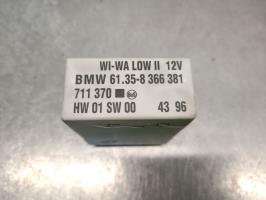 WI-WA LOW II 12V
BMW 61.35-8 366 381
711 370
HW 01 SW 00 43 96